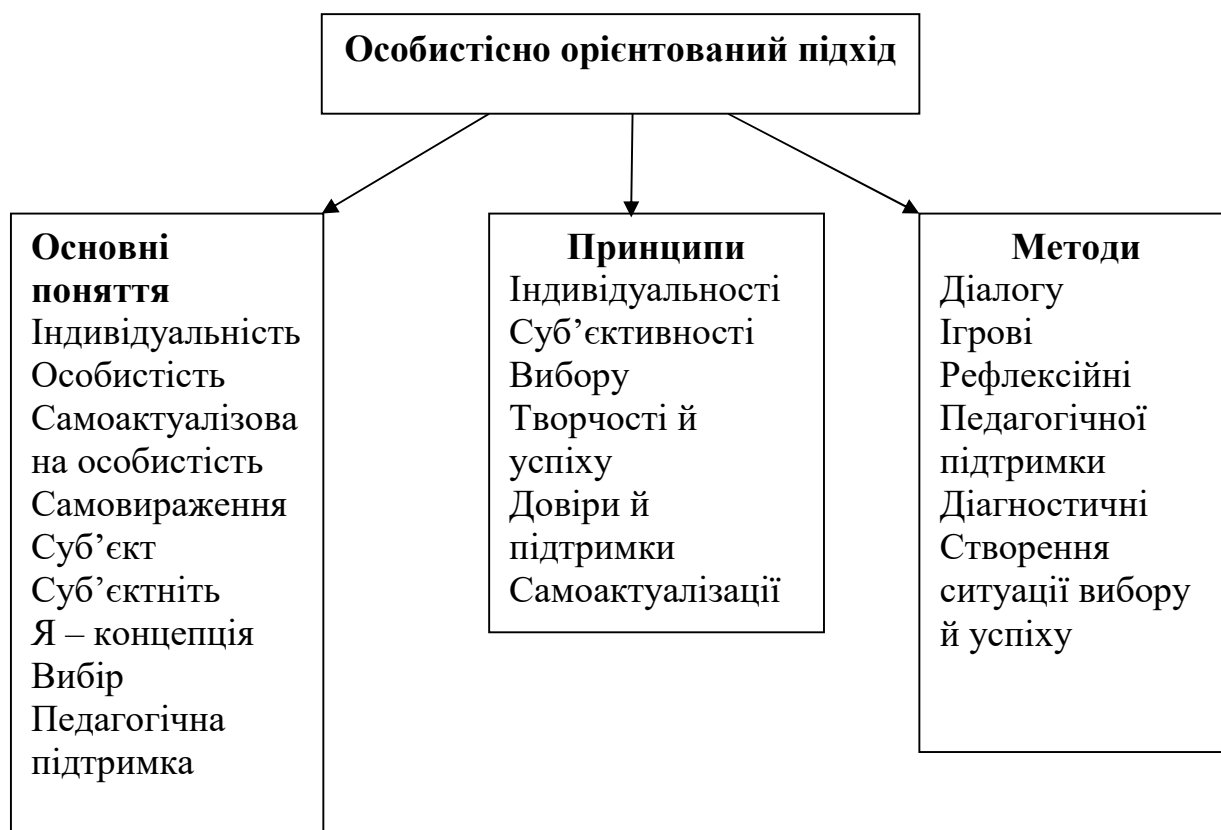 Особистісно орієнтований підхід
Основні
поняття
Індивідуальність
Особистість
Самоактуалізова
на особистість
Самовираження
Суб’єкт
Суб’єктніть
Я – концепція
Вибір
Педагогічна
підтримка
Принципи
Індивідуальності
Суб’єктивності
Вибору
Творчості й
успіху
Довіри й
підтримки
Самоактуалізації
Методи
Діалогу
Ігрові
Рефлексійні
Педагогічної
підтримки
Діагностичні
Створення
ситуації вибору
й успіху